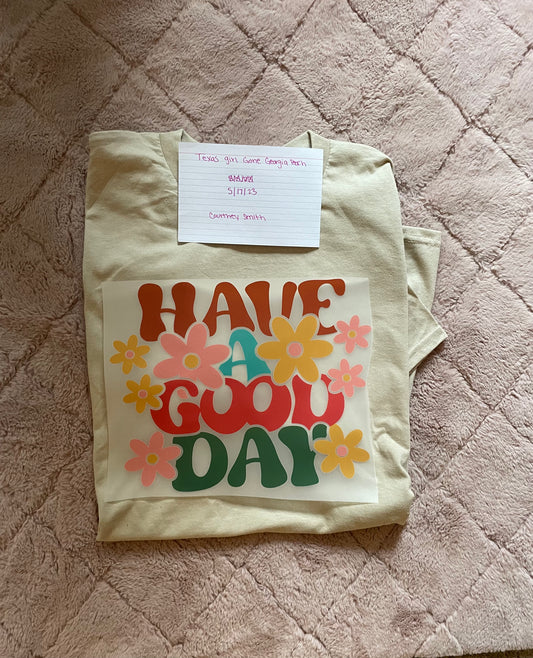 Texas girl Gone Georgia Peach
5/17/23
Courtney Smith
HAVE
A
GOOD
DAY